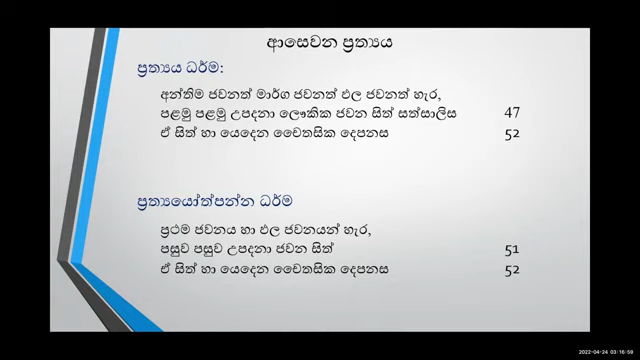 ආසෙවන ප්‍රත්‍යය
ප්‍රත්‍යය ධර්ම:
අන්තිම ජවනත් මාර්ග ජවනත් ඵල ජවනත් හැර,
පළමු පළමු උපදනා ලෞකික ජවන සිත් සත්සාලිස 47
ඒ සිත් හා යෙදෙන චෛතසික දෙපනස 52
ප්‍රත්‍යයෝත්පන්න ධර්ම
ප්‍රථම ජවනය හා ඵල ජවනයන් හැර,
පසුව පසුව උපදනා ජවන සිත් 51
ඒ සිත් හා යෙදෙන චෛතසික දෙපනස 52
2022-04-24 03:16:59